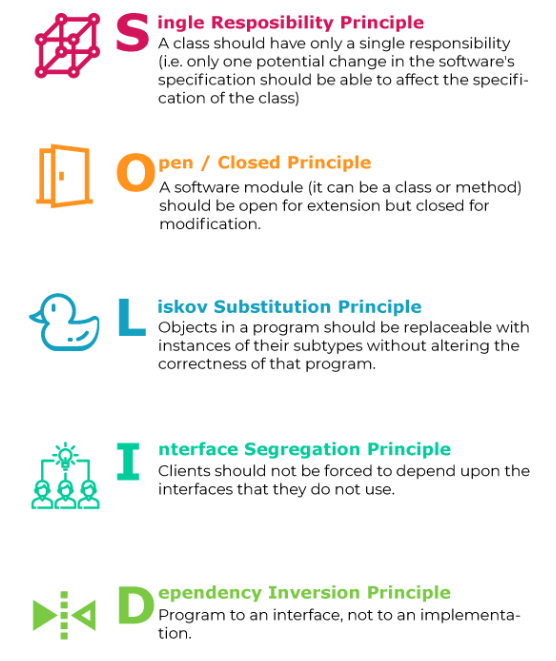 Single Resposibility Principle
A class should have only a single responsibility
(i.e. only one potential change in the software's
specification should be able to affect the specifi-
cation of the class)
Open / Closed Principle
A software module (it can be a class or method)
should be open for extension but closed for
modification.
Liskov Substitution Principle
Objects in a program should be replaceable with
instances of their subtypes without altering the
correctness of that program.
Interface Segregation Principle
Clients should not be forced to depend upon the
interfaces that they do not use.
Dependency Inversion Principle
Program to an interface, not to an implementa-
tion.